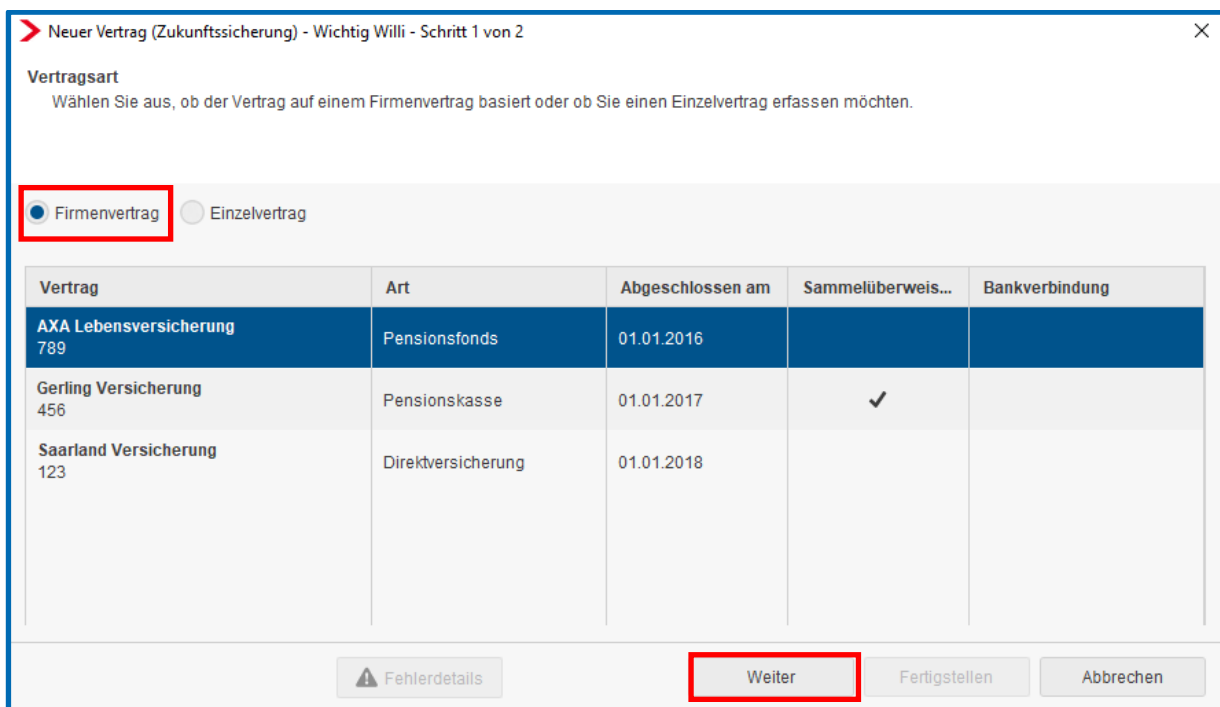 Neuer Vertrag (Zukunftssicherung) - Wichtig Willi - Schritt 1 von 2
Vertragsart
Wählen Sie aus, ob der Vertrag auf einem Firmenvertrag basiert oder ob Sie einen Einzelvertrag erfassen möchten.
Firmenvertrag Einzelvertrag
Vertrag Art Abgeschlossen am Sammelüberweis... Bankverbindung
AXA Lebensversicherung
789 Pensionsfonds 01.01.2016
Gerling Versicherung
456 Pensionskasse 01.01.2017 ✓
Saarland Versicherung
123 Direktversicherung 01.01.2018
Fehlerdetails Weiter Fertigstellen Abbrechen